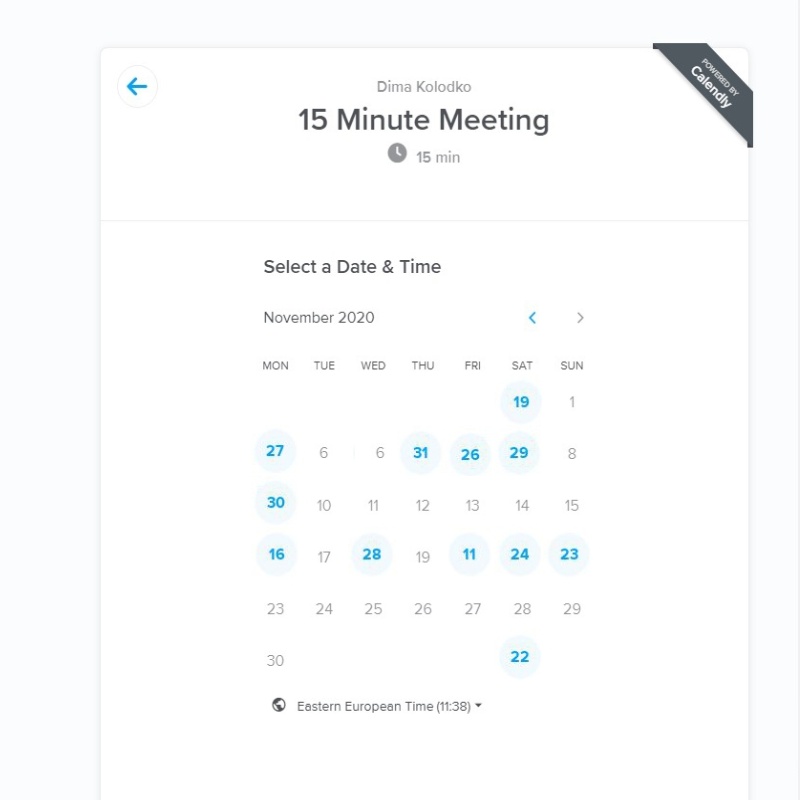 POWERED BY
Calendly
Dima Kolodko
15 Minute Meeting
15 min
Select a Date & Time
November 2020
MON TUE WED THU FRI SAT SUN
19 1
27 6 6 31 26 29 8
30 10 11 12 13 14 15
16 17 28 19 11 24 23
23 24 25 26 27 28 29
30 22
Eastern European Time (11:38)